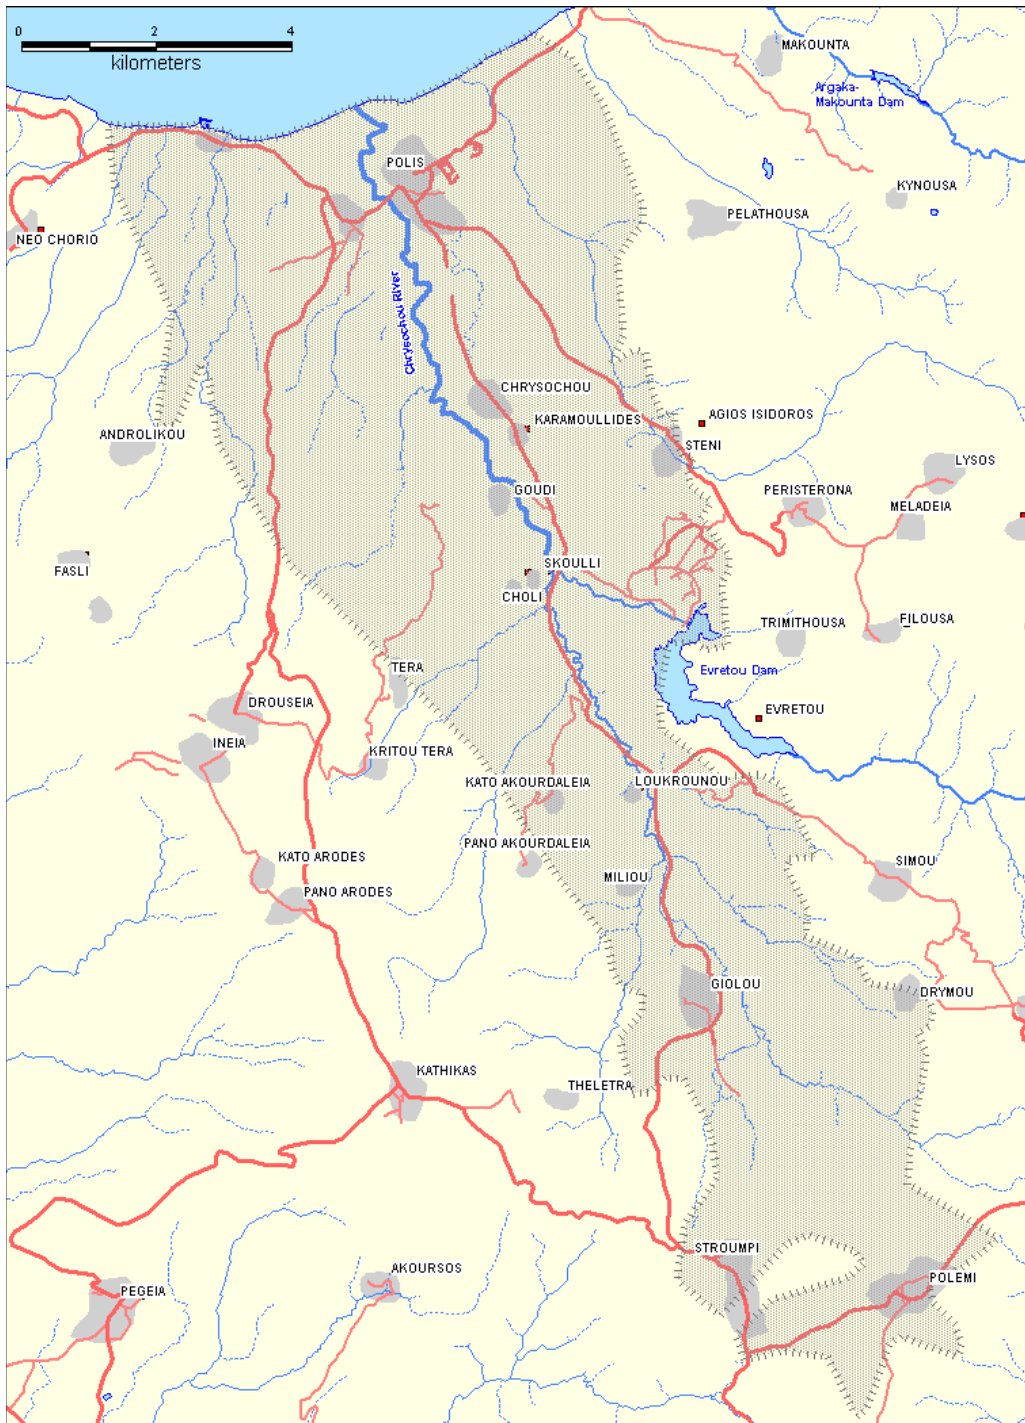 0 2 4
kilometers
MAKOUNTA
Argaka-
Makounta Dam
POLIS
KYNOUSA
PELATHOUSA
NEO CHORIO
Chrysochou River
CHRYSOCHOU
KARAMOULLIDES
AGIOS ISIDOROS
ANDROLIKOU
STENI
LYSOS
PERISTERONA
GOUDI
MELADEIA
SKOULLI
FASLI
CHOLI
TRIMITHOUSA
FILOUSA
TERA
Evretou Dam
DROUSEIA
EVRETOU
INEIA
KRITOU TERA
KATO AKOURDALEIA
LOUKROUNOU
PANO AKOURDALEIA
KATO ARODES
SIMOU
MILIOU
PANO ARODES
GIOLOU
DRYMOU
KATHIKAS
THELETRA
STROUMPI
AKOURSOS
POLEMI
PEGEIA